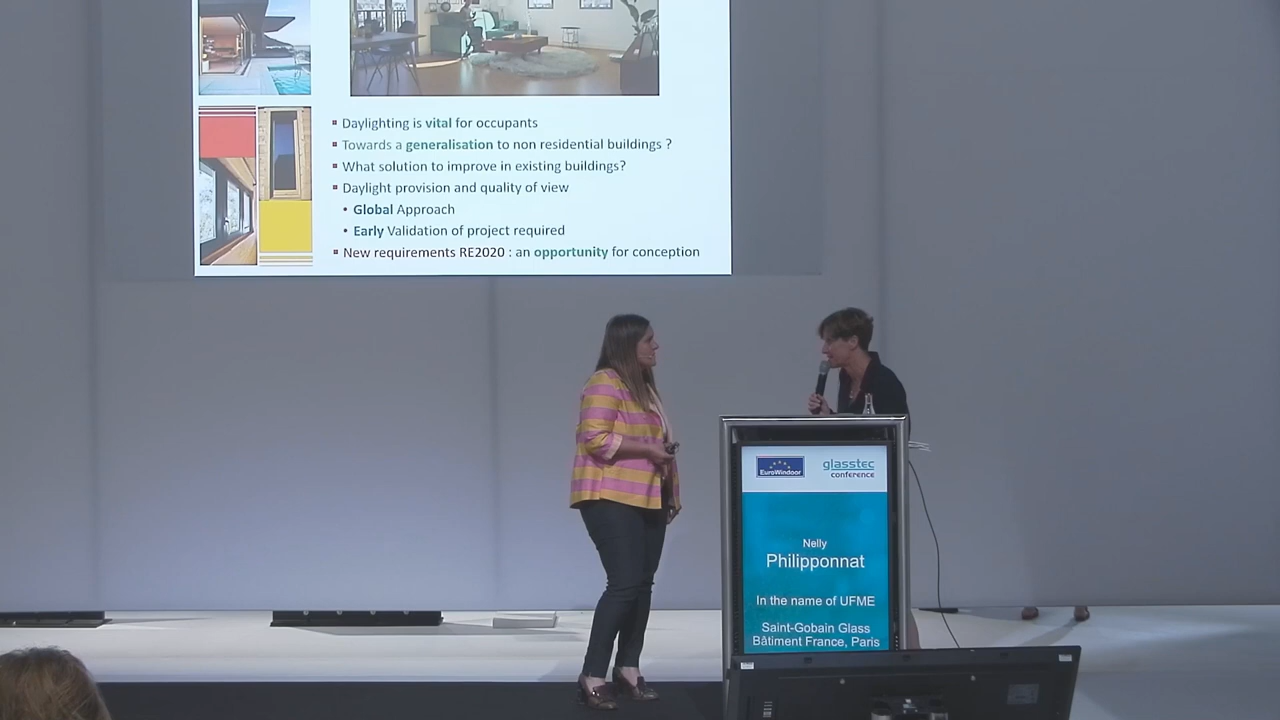 Daylighting is vital for occupants
Towards a generalisation to non residential buildings ?
What solution to improve in existing buildings?
Daylight provision and quality of view
Global Approach
Early Validation of project required
New requirements RE2020 : an opportunity for conception
EuroWindoor
glasstec
conference
Nelly
Philipponnat
In the name of UFME
Saint-Gobain Glass
Bâtiment France, Paris